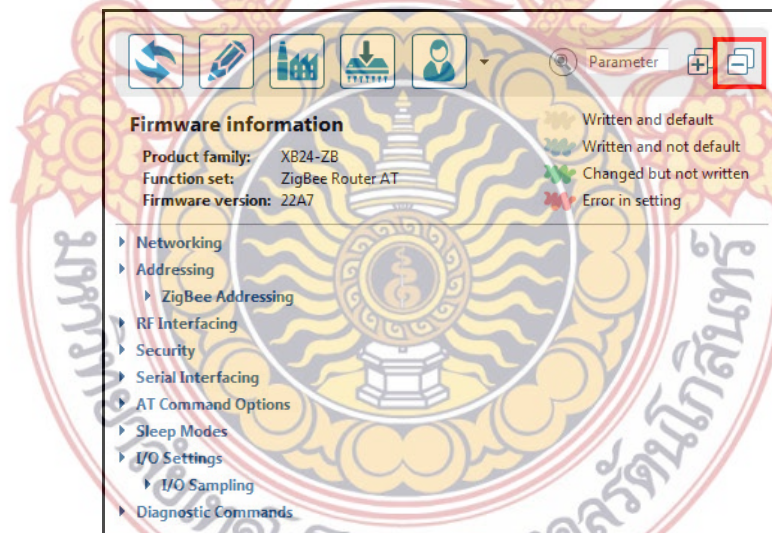 Parameter
Written and default
Written and not default
Changed but not written
Error in setting
Firmware information
Product family: XB24-ZB
Function set: ZigBee Router AT
Firmware version: 22A7
Networking
Addressing
ZigBee Addressing
RF Interfacing
Security
Serial Interfacing
AT Command Options
Sleep Modes
I/O Settings
I/O Sampling
Diagnostic Commands